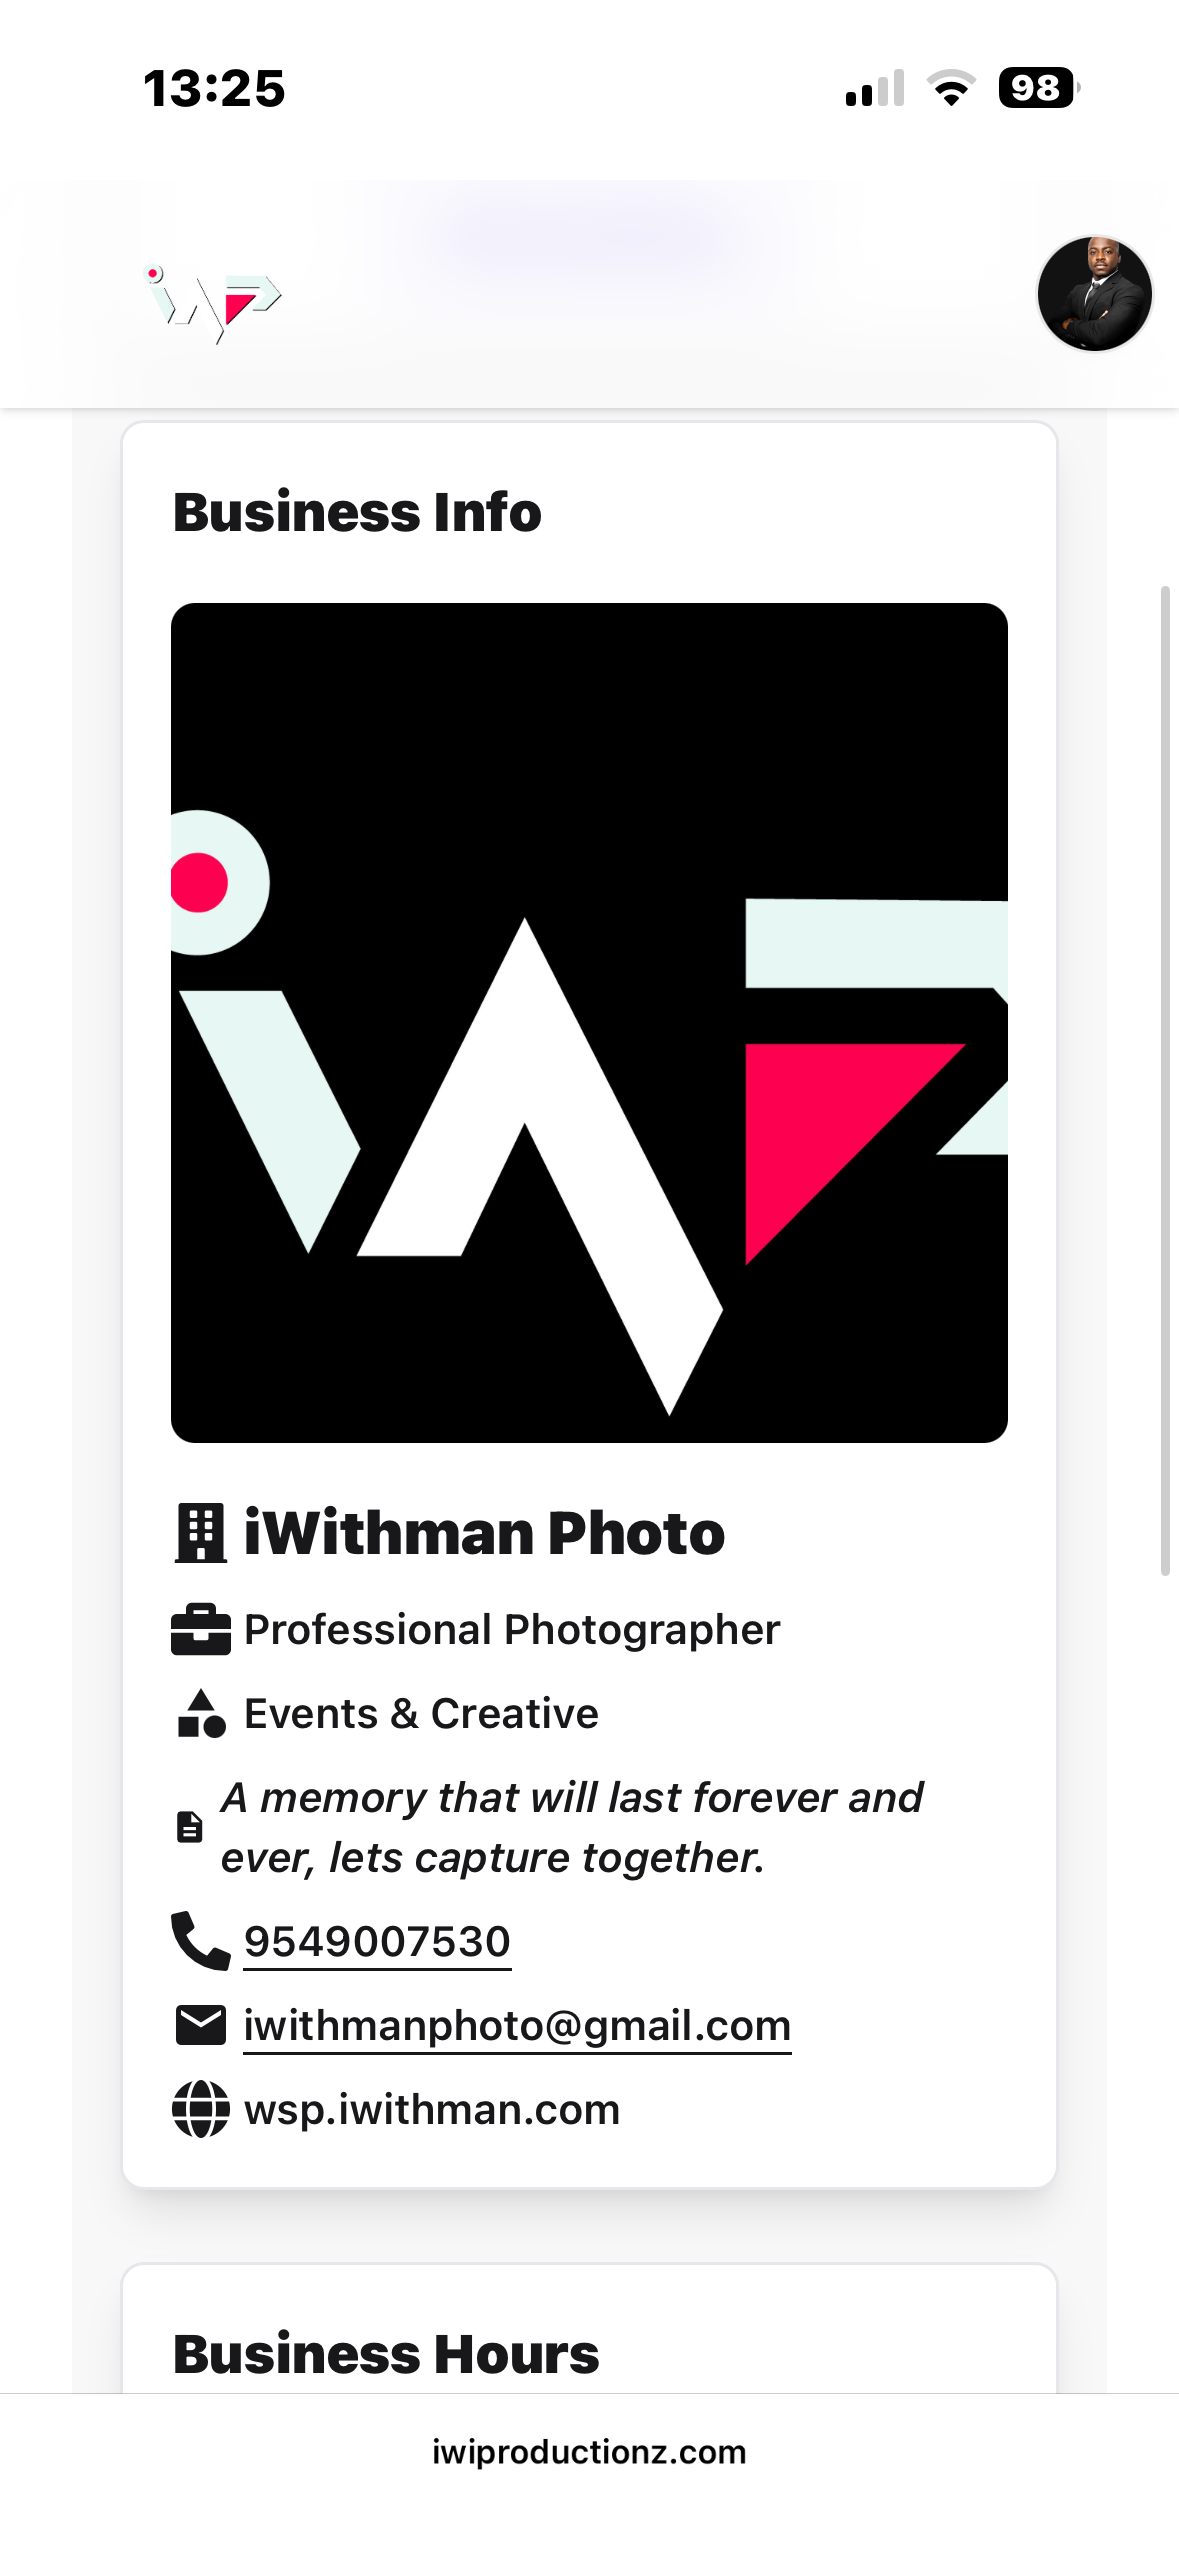 13:25
98
Business Info
iWithman Photo
Professional Photographer
Events & Creative
A memory that will last forever and
ever, lets capture together.
9549007530
iwithmanphoto@gmail.com
wsp.iwithman.com
Business Hours
iwiproductionz.com